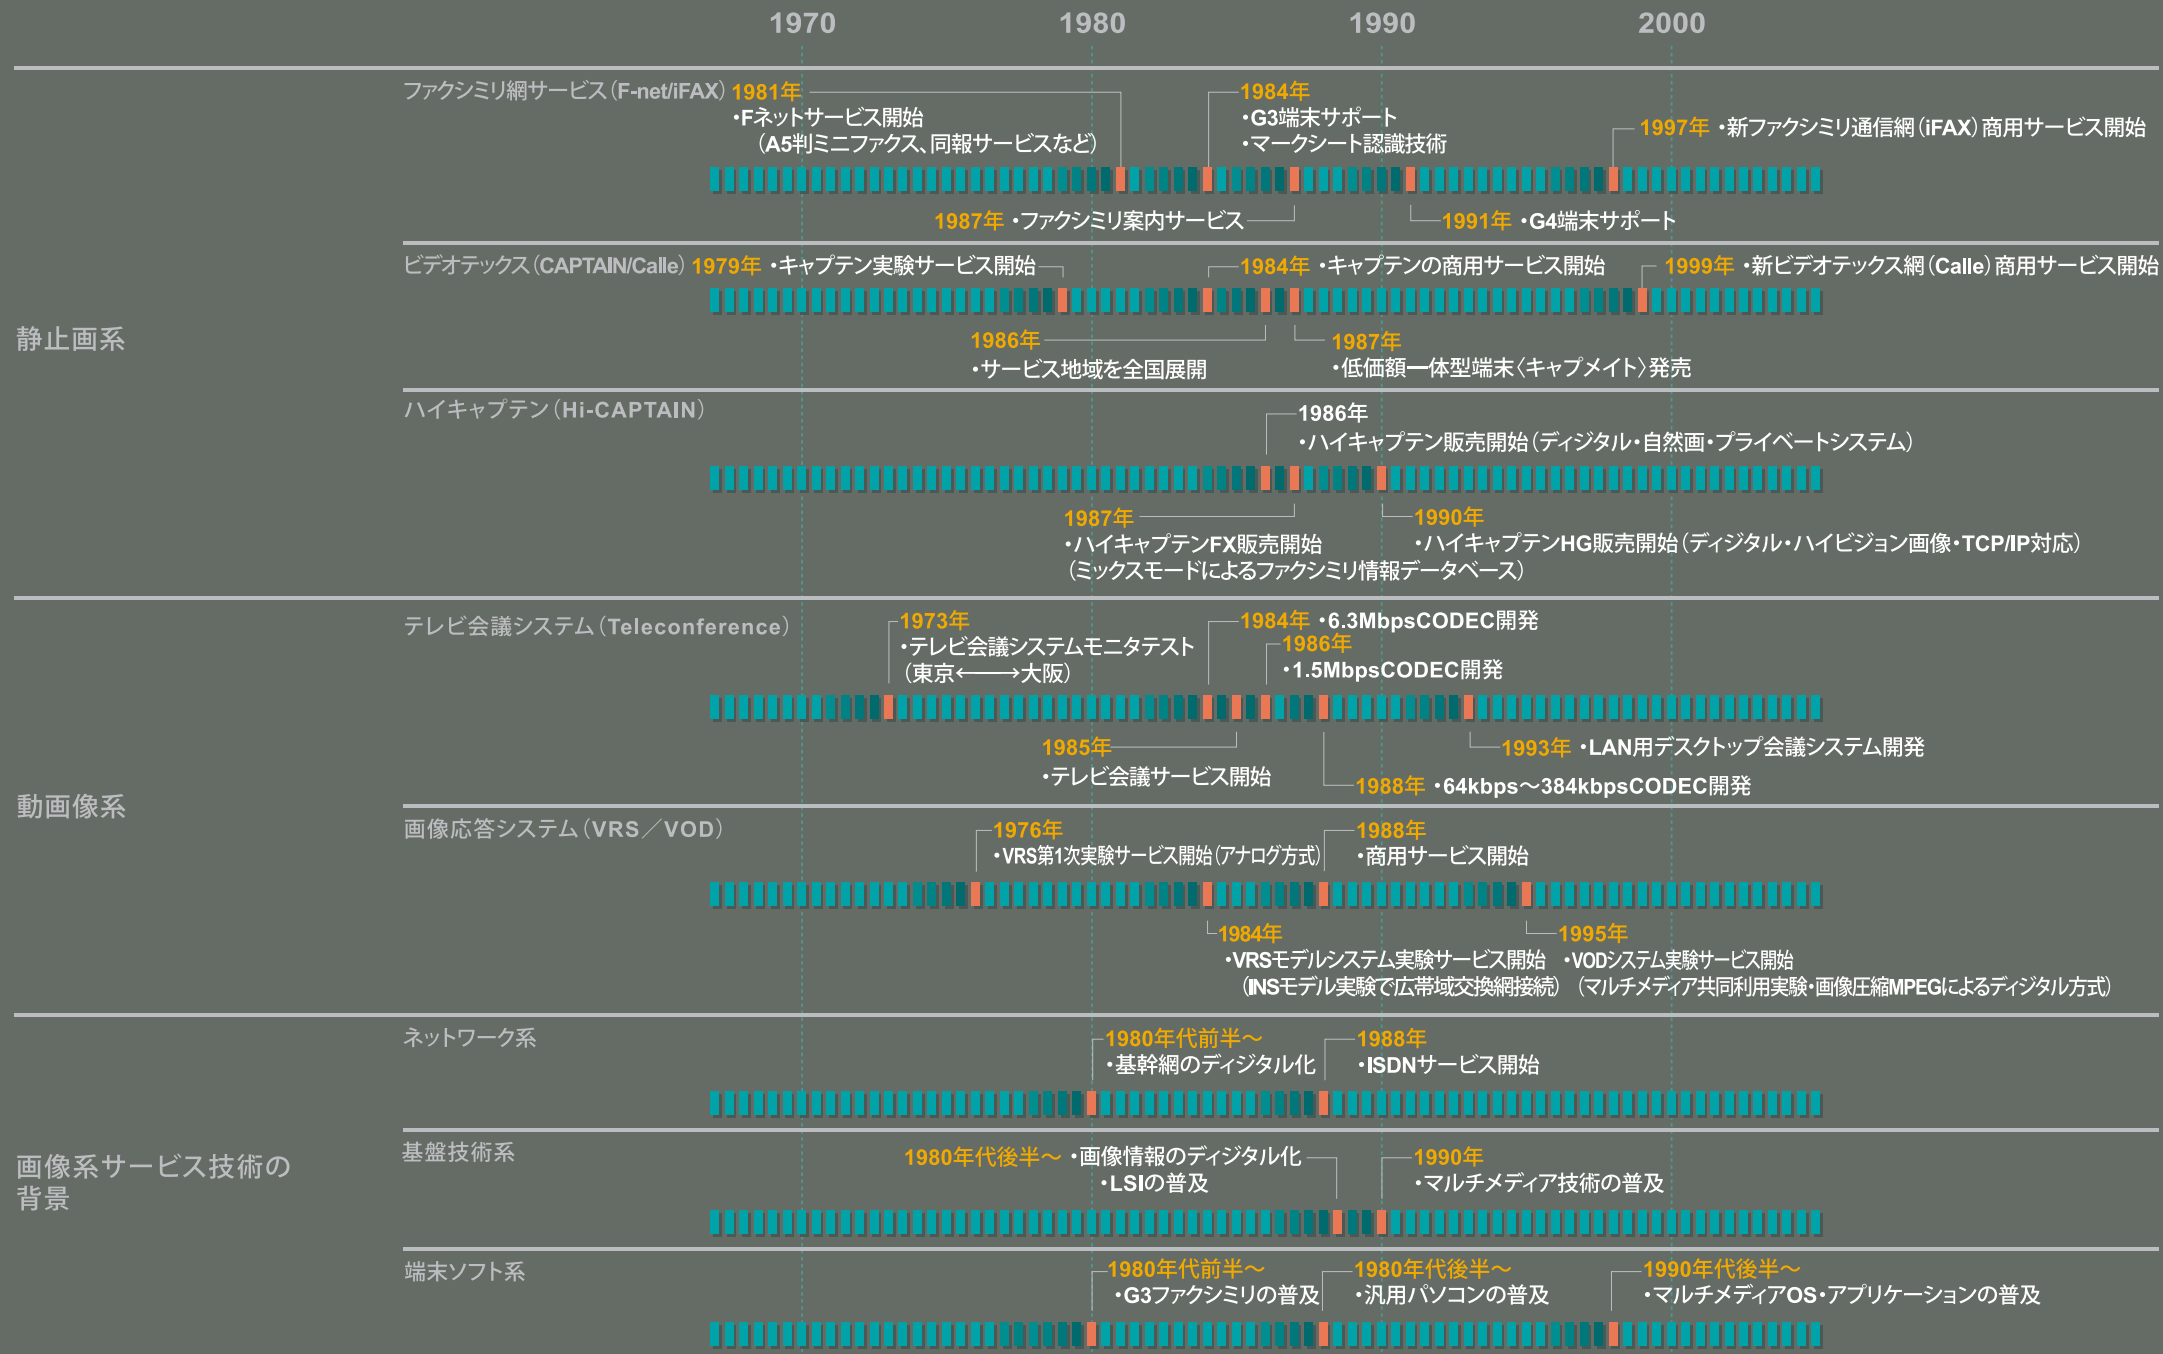 1970
1980
1990
2000
静止画系
ファクシミリ網サービス（F-net/iFAX）
1981年
・Fネットサービス開始
（A5判ミニファクス、同報サービスなど）
1984年
・G3端末サポート
・マークシート認識技術
1997年 ・新ファクシミリ通信網（iFAX）商用サービス開始
1987年 ・ファクシミリ案内サービス
1991年 ・G4端末サポート
ビデオテックス（CAPTAIN/Calle）
1979年 ・キャプテン実験サービス開始
1984年 ・キャプテンの商用サービス開始
1999年 ・新ビデオテックス網（Calle）商用サービス開始
1986年
・サービス地域を全国展開
1987年
・低価額一体型端末〈キャプメイト〉発売
ハイキャプテン（Hi-CAPTAIN）
1986年
・ハイキャプテン販売開始（ディジタル・自然画・プライベートシステム）
1987年
・ハイキャプテンFX販売開始
（ミックスモードによるファクシミリ情報データベース）
1990年
・ハイキャプテンHG販売開始（ディジタル・ハイビジョン画像・TCP/IP対応）
動画像系
テレビ会議システム（Teleconference）
1973年
・テレビ会議システムモニタテスト
（東京←→大阪）
1984年 ・6.3MbpsCODEC開発
1986年
・1.5MbpsCODEC開発
1985年
・テレビ会議サービス開始
1993年 ・LAN用デスクトップ会議システム開発
1988年 ・64kbps～384kbpsCODEC開発
画像応答システム（VRS／VOD）
1976年
・VRS第1次実験サービス開始（アナログ方式）
1988年
・商用サービス開始
1984年
・VRSモデルシステム実験サービス開始
（INSモデル実験で広帯域交換網接続）
1995年
・VODシステム実験サービス開始
（マルチメディア共同利用実験・画像圧縮MPEGによるディジタル方式）
画像系サービス技術の
背景
ネットワーク系
1980年代前半～
・基幹網のディジタル化
1988年
・ISDNサービス開始
基盤技術系
1980年代後半～ ・画像情報のディジタル化
・LSIの普及
1990年
・マルチメディア技術の普及
端末ソフト系
1980年代前半～
・G3ファクシミリの普及
1980年代後半～
・汎用パソコンの普及
1990年代後半～
・マルチメディアOS・アプリケーションの普及